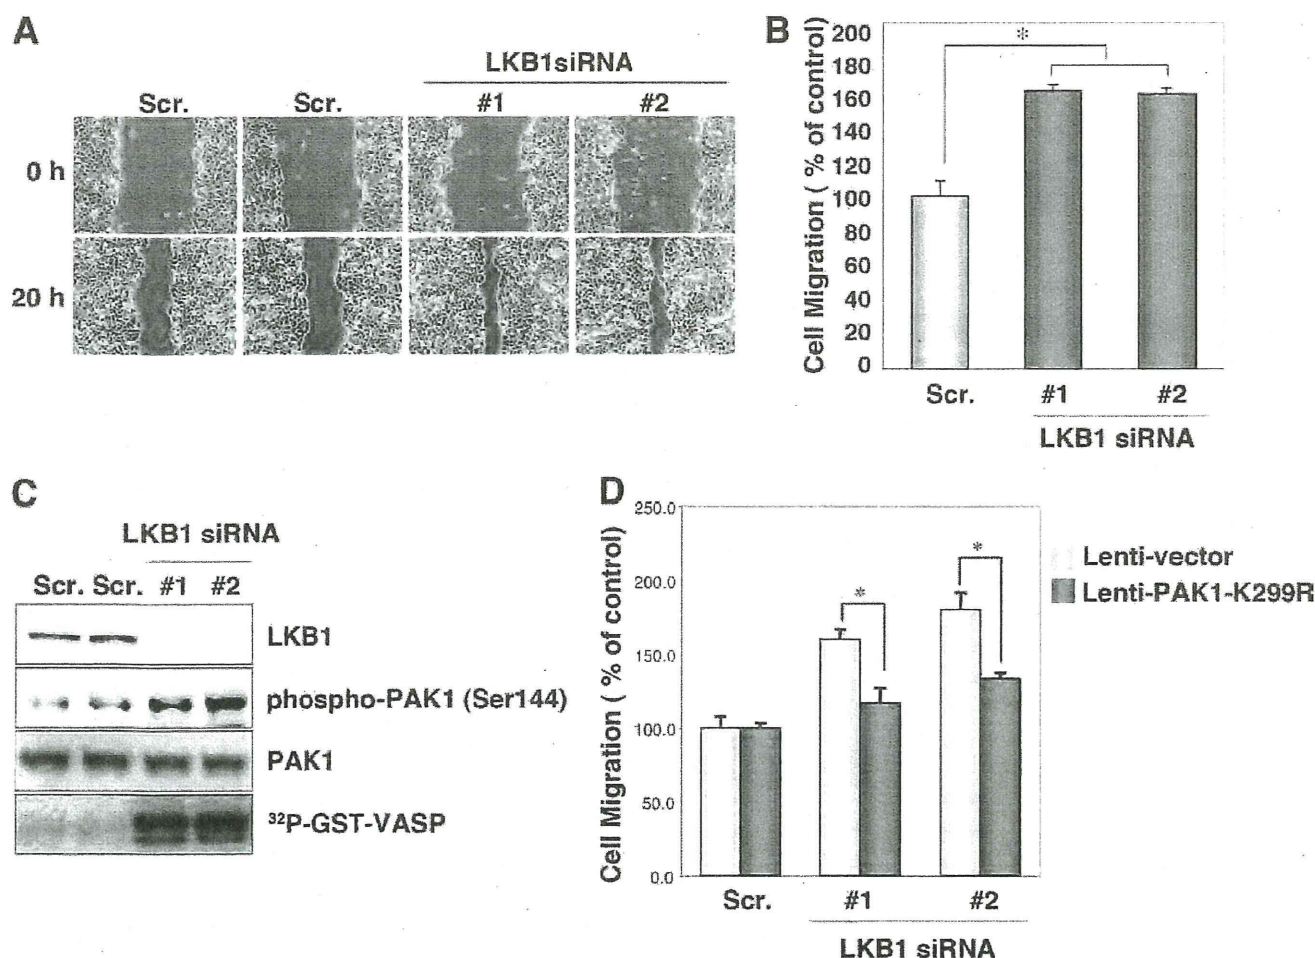 A
LKB1siRNA
Scr. Scr. #1 #2
0 h
20 h
B
Cell Migration ( % of control)
200
180
160
140
120
100
80
60
40
20
0
*
Scr. #1 #2
LKB1 siRNA
C
LKB1 siRNA
Scr. Scr. #1 #2
LKB1
phospho-PAK1 (Ser144)
PAK1
³²P-GST-VASP
D
Cell Migration ( % of control)
250.0
200.0
150.0
100.0
50.0
0.0
*
*
Lenti-vector
Lenti-PAK1-K299R
Scr. #1 #2
LKB1 siRNA